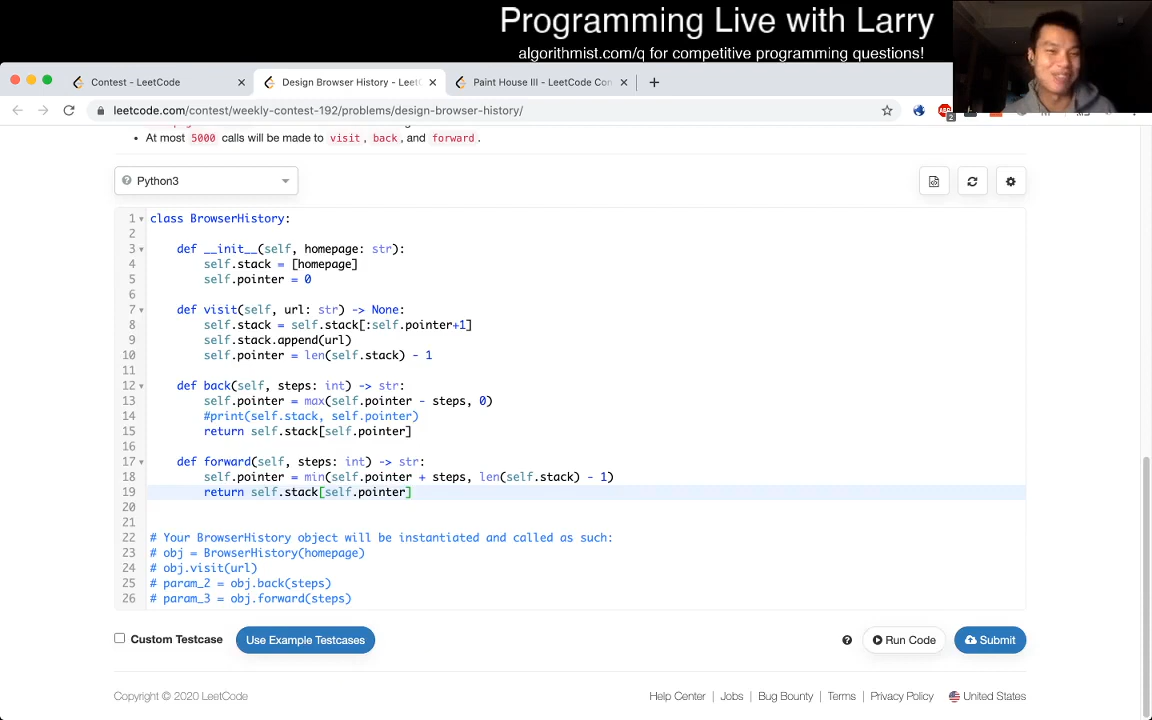 Programming Live with Larry
algorithmist.com/q for competitive programming questions!
Contest - LeetCode
Design Browser History - Leet
Paint House III - LeetCode Con
leetcode.com/contest/weekly-contest-192/problems/design-browser-history/
At most 5000 calls will be made to visit, back, and forward.
Python3
1 class BrowserHistory:
2
3 def __init__(self, homepage: str):
4 self.stack = [homepage]
5 self.pointer = 0
6
7 def visit(self, url: str) -> None:
8 self.stack = self.stack[:self.pointer+1]
9 self.stack.append(url)
10 self.pointer = len(self.stack) - 1
11
12 def back(self, steps: int) -> str:
13 self.pointer = max(self.pointer - steps, 0)
14 #print(self.stack, self.pointer)
15 return self.stack[self.pointer]
16
17 def forward(self, steps: int) -> str:
18 self.pointer = min(self.pointer + steps, len(self.stack) - 1)
19 return self.stack[self.pointer]
20
21
22 # Your BrowserHistory object will be instantiated and called as such:
23 # obj = BrowserHistory(homepage)
24 # obj.visit(url)
25 # param_2 = obj.back(steps)
26 # param_3 = obj.forward(steps)
Custom Testcase
Use Example Testcases
Run Code
Submit
Copyright © 2020 LeetCode
Help Center | Jobs | Bug Bounty | Terms | Privacy Policy
United States